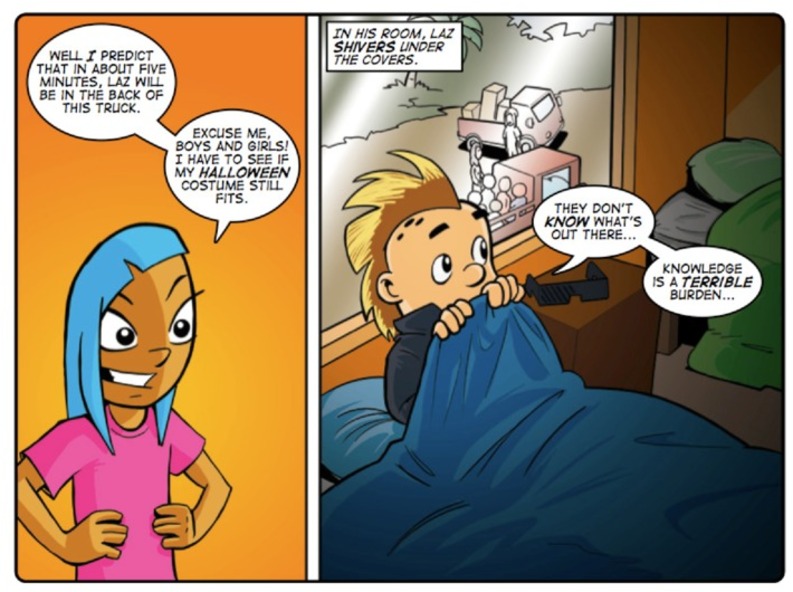 WELL I PREDICT
THAT IN ABOUT FIVE
MINUTES, LAZ WILL
BE IN THE BACK OF
THIS TRUCK.
EXCUSE ME,
BOYS AND GIRLS!
I HAVE TO SEE IF
MY HALLOWEEN
COSTUME STILL
FITS.
IN HIS ROOM, LAZ
SHIVERS UNDER
THE COVERS.
THEY DON'T
KNOW WHAT'S
OUT THERE...
KNOWLEDGE
IS A TERRIBLE
BURDEN...